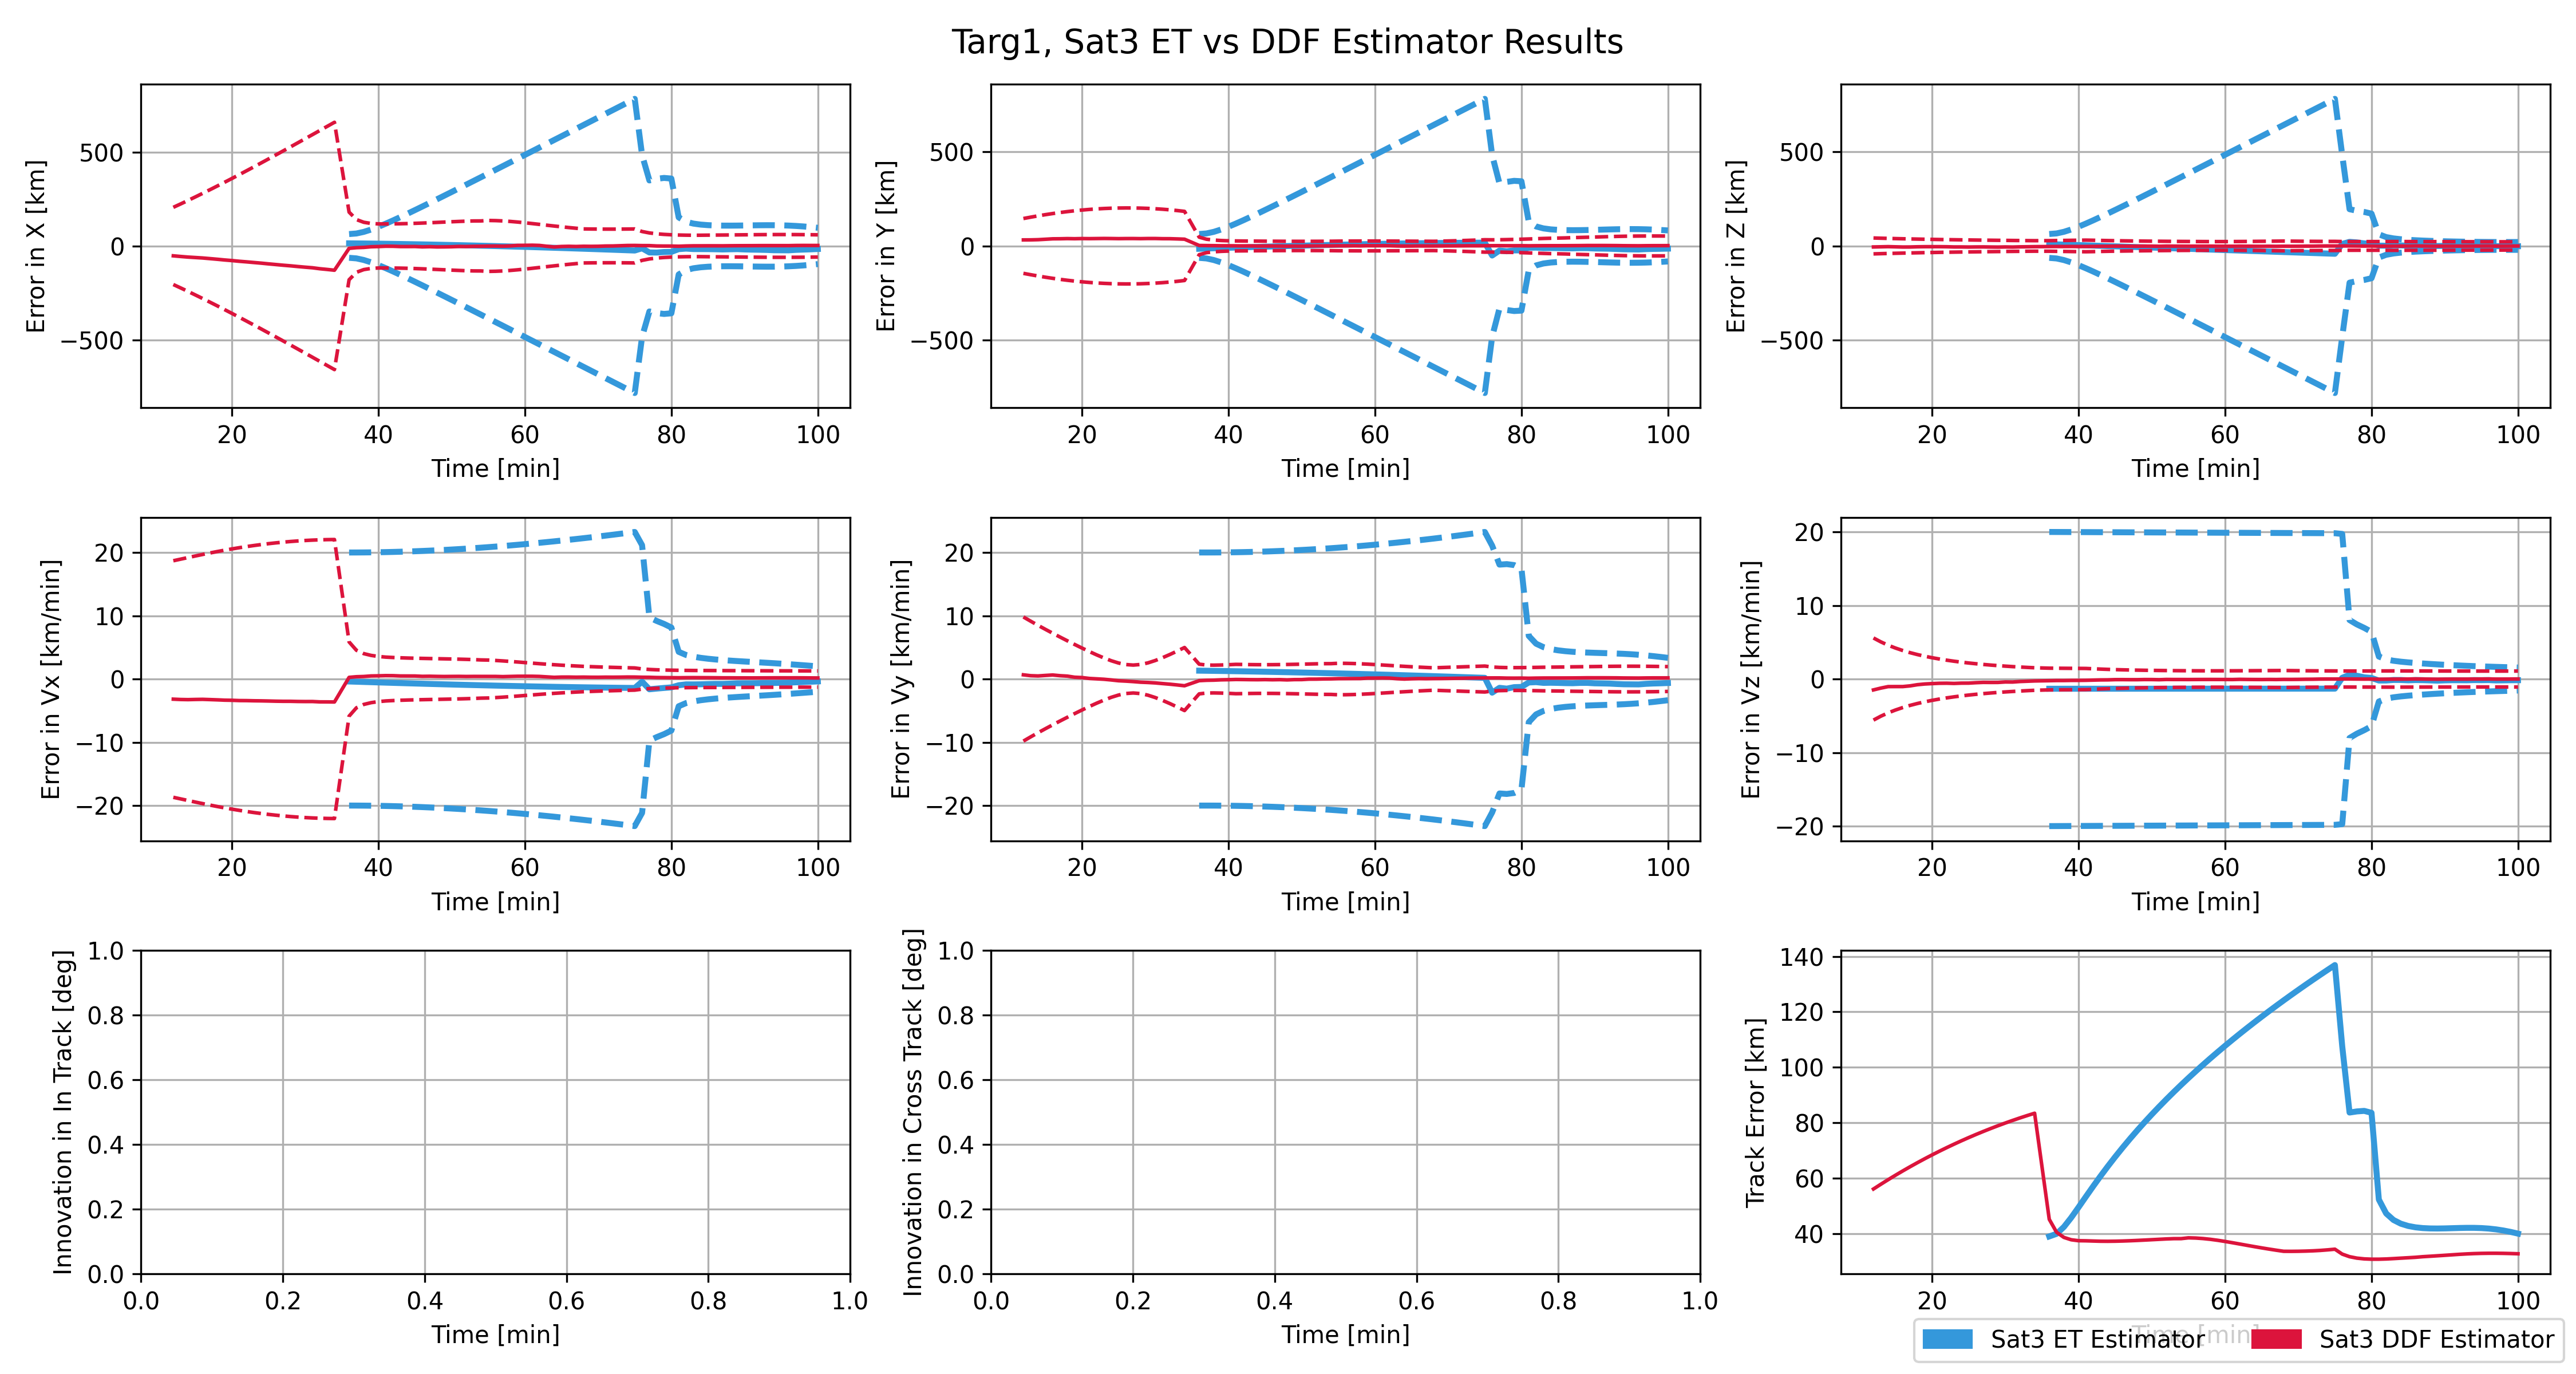 Targ1, Sat3 ET vs DDF Estimator Results
Error in X [km]
500
0
−500
20 40 60 80 100
Time [min]
Error in Y [km]
500
0
−500
20 40 60 80 100
Time [min]
Error in Z [km]
500
0
−500
20 40 60 80 100
Time [min]
Error in Vx [km/min]
20
10
0
−10
−20
20 40 60 80 100
Time [min]
Error in Vy [km/min]
20
10
0
−10
−20
20 40 60 80 100
Time [min]
Error in Vz [km/min]
20
10
0
−10
−20
20 40 60 80 100
Time [min]
Innovation in In Track [deg]
1.0
0.8
0.6
0.4
0.2
0.0
0.0 0.2 0.4 0.6 0.8 1.0
Time [min]
Innovation in Cross Track [deg]
1.0
0.8
0.6
0.4
0.2
0.0
0.0 0.2 0.4 0.6 0.8 1.0
Time [min]
Track Error [km]
140
120
100
80
60
40
20 40 60 80 100
Time [min]
Sat3 ET Estimator Sat3 DDF Estimator